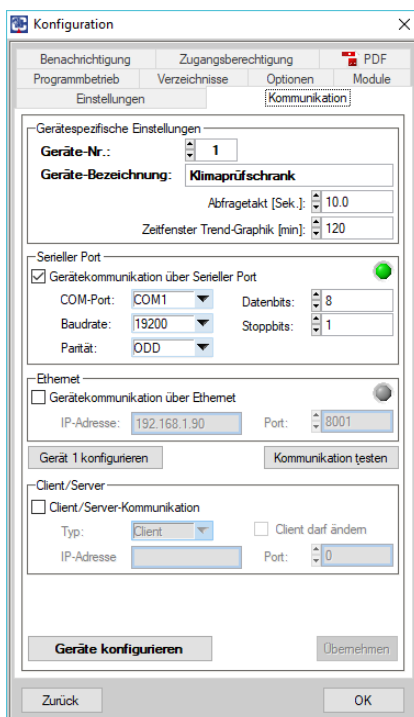 Konfiguration
Benachrichtigung Zugangsberechtigung PDF
Programmbetrieb Verzeichnisse Optionen Module
Einstellungen Kommunikation
Gerätespezifische Einstellungen
Geräte-Nr.: 1
Geräte-Bezeichnung: Klimaprüfschrank
Abfragetakt [Sek.]: 10.0
Zeitfenster Trend-Graphik [min]: 120
Serieller Port
Gerätekommunikation über Serieller Port
COM-Port: COM1 Datenbits: 8
Baudrate: 19200 Stoppbits: 1
Parität: ODD
Ethernet
Gerätekommunikation über Ethernet
IP-Adresse: 192.168.1.90 Port: 8001
Gerät 1 konfigurieren Kommunikation testen
Client/Server
Client/Server-Kommunikation
Typ: Client Client darf ändern
IP-Adresse Port: 0
Geräte konfigurieren Übernehmen
Zurück OK